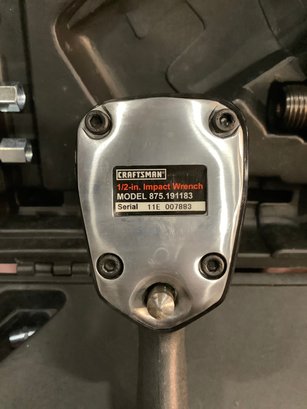 CRAFTSMAN
1/2-in. Impact Wrench
MODEL 875.191183
Serial 11E 007883